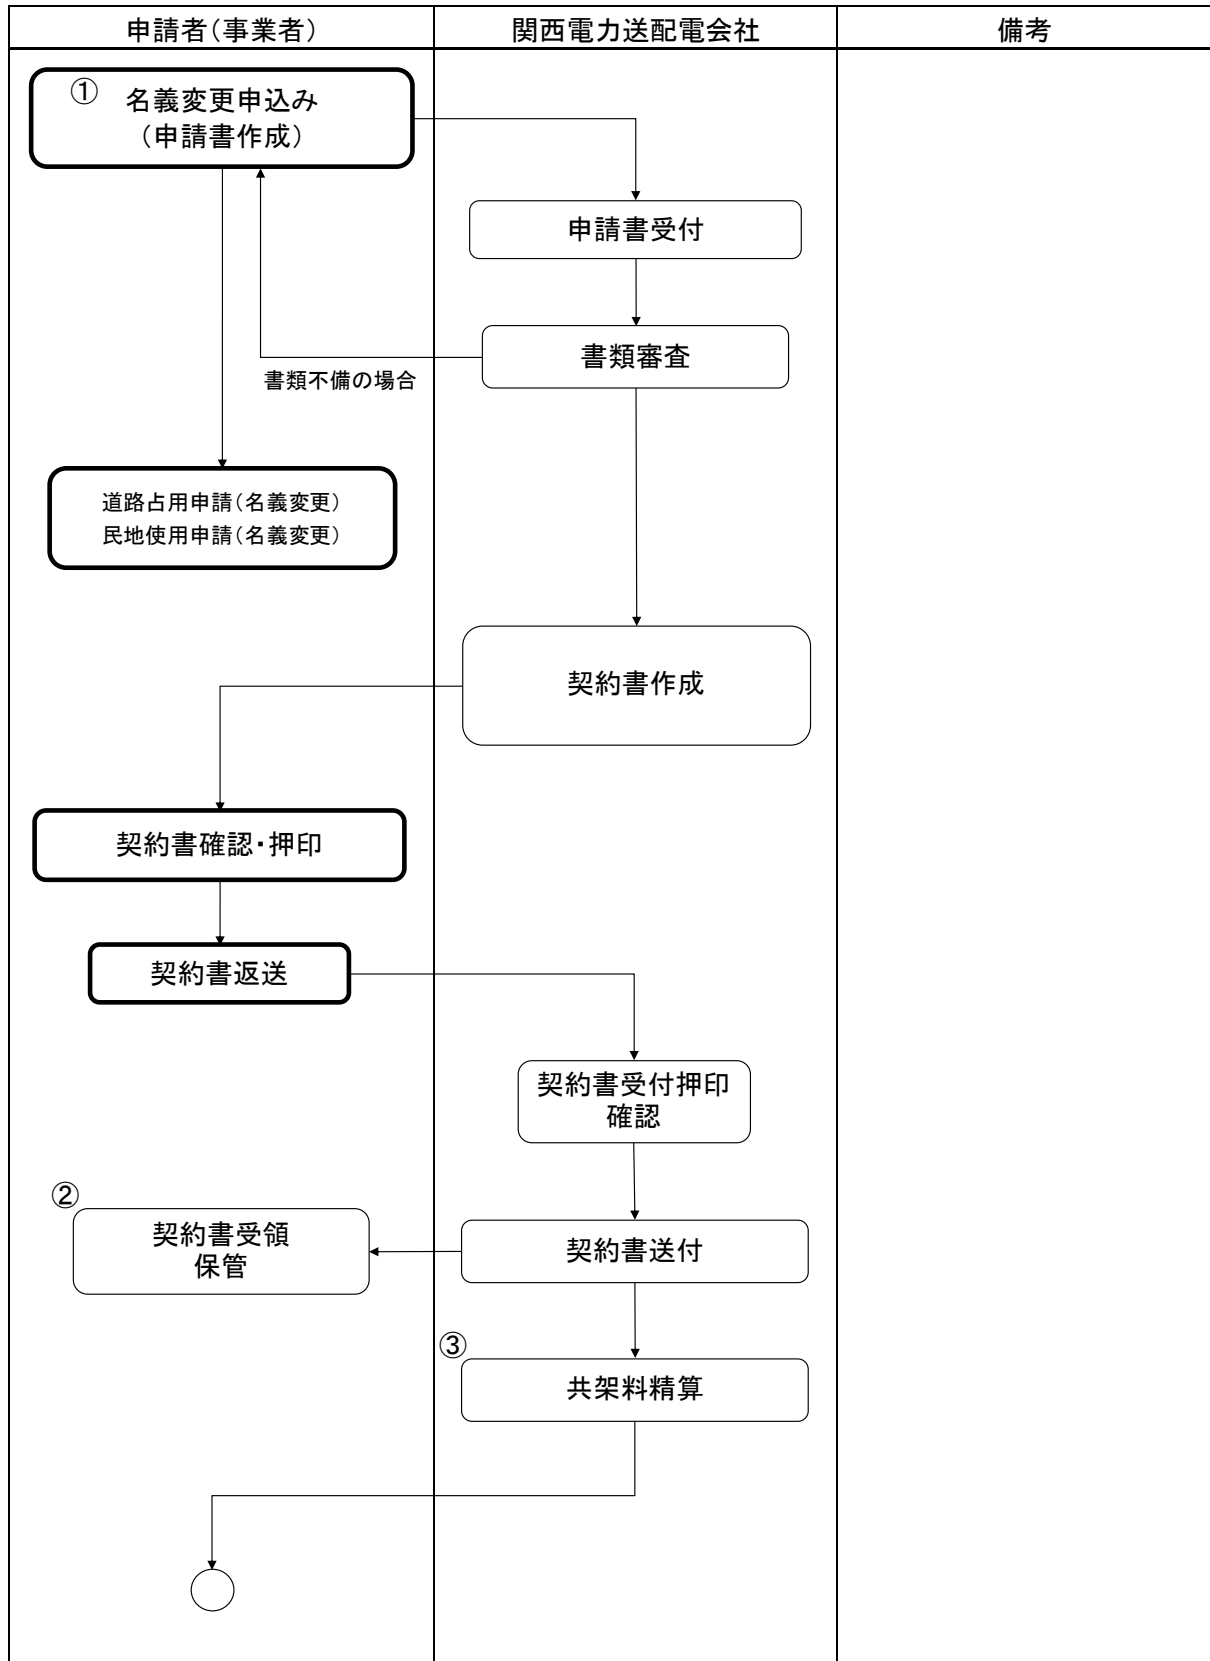 申請者(事業者)
関西電力送配電会社
備考
① 名義変更申込み
(申請書作成)
申請書受付
書類審査
書類不備の場合
道路占用申請(名義変更)
民地使用申請(名義変更)
契約書作成
契約書確認・押印
契約書返送
契約書受付押印
確認
②
契約書受領
保管
契約書送付
③
共架料精算